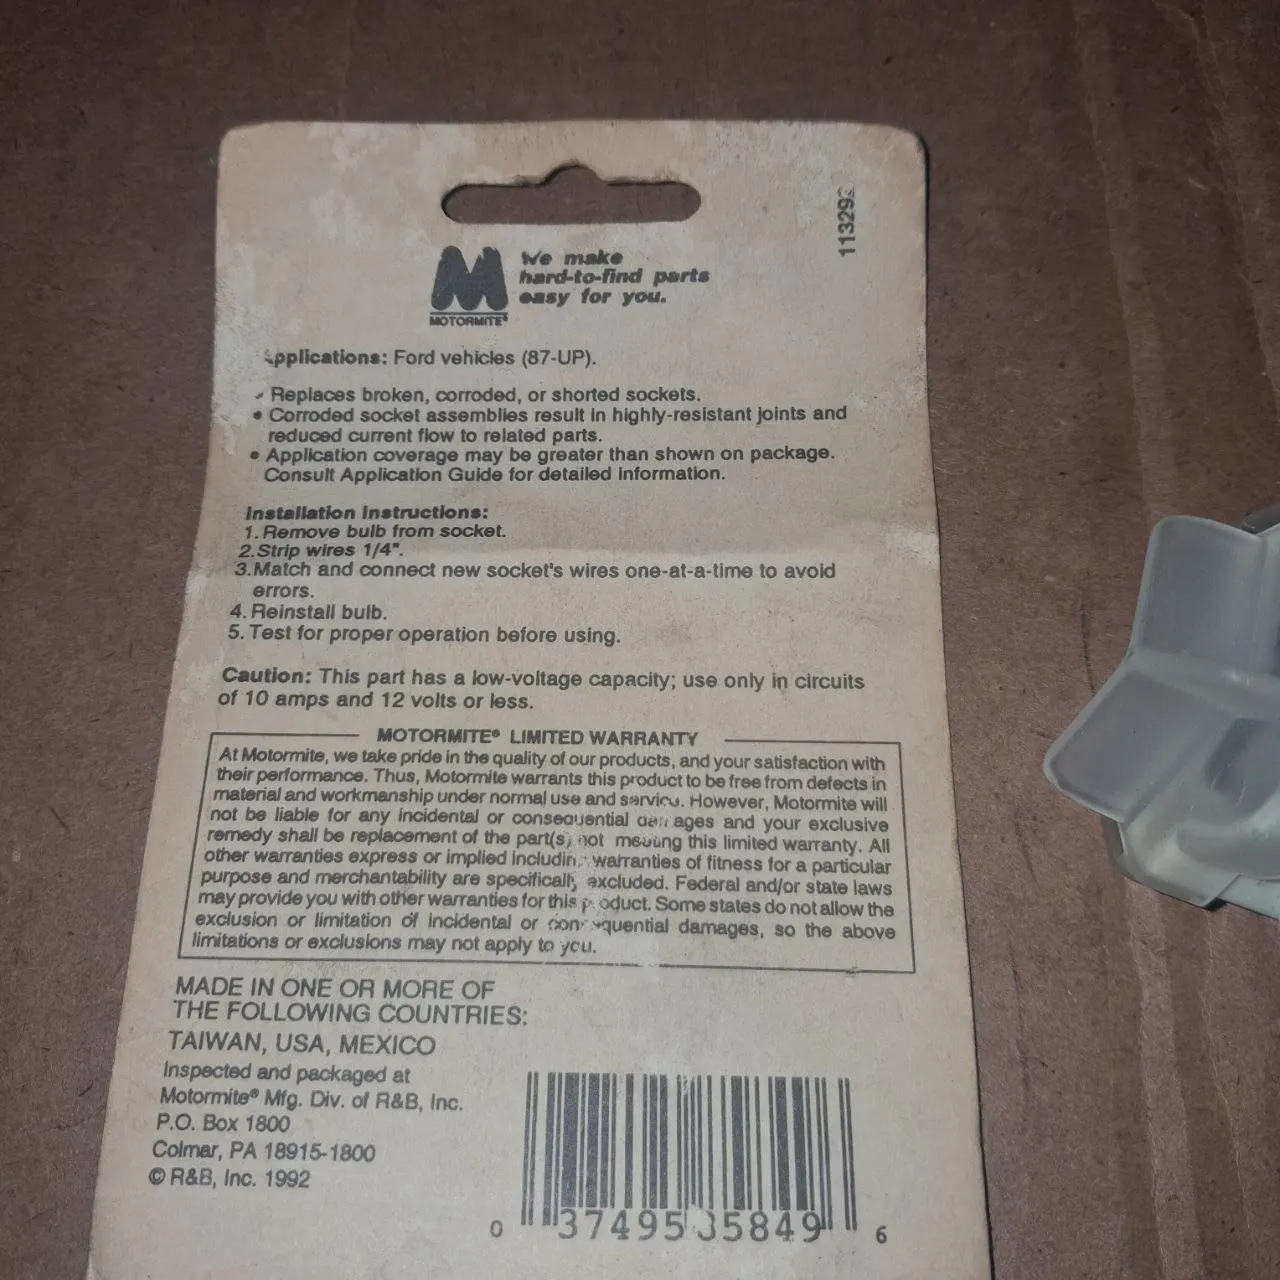 113292
We make
hard-to-find parts
easy for you.
MOTORMITE®
Applications: Ford vehicles (87-UP).
• Replaces broken, corroded, or shorted sockets.
• Corroded socket assemblies result in highly-resistant joints and
reduced current flow to related parts.
• Application coverage may be greater than shown on package.
Consult Application Guide for detailed information.
Installation Instructions:
1. Remove bulb from socket.
2. Strip wires 1/4".
3. Match and connect new socket's wires one-at-a-time to avoid
errors.
4. Reinstall bulb.
5. Test for proper operation before using.
Caution: This part has a low-voltage capacity; use only in circuits
of 10 amps and 12 volts or less.
MOTORMITE® LIMITED WARRANTY
At Motormite, we take pride in the quality of our products, and your satisfaction with
their performance. Thus, Motormite warrants this product to be free from defects in
material and workmanship under normal use and service. However, Motormite will
not be liable for any incidental or consequential damages and your exclusive
remedy shall be replacement of the part(s) not meeting this limited warranty. All
other warranties express or implied including warranties of fitness for a particular
purpose and merchantability are specifically excluded. Federal and/or state laws
may provide you with other warranties for this product. Some states do not allow the
exclusion or limitation of incidental or consequential damages, so the above
limitations or exclusions may not apply to you.
MADE IN ONE OR MORE OF
THE FOLLOWING COUNTRIES:
TAIWAN, USA, MEXICO
Inspected and packaged at
Motormite® Mfg. Div. of R&B, Inc.
P.O. Box 1800
Colmar, PA 18915-1800
© R&B, Inc. 1992
0 37495 35849 6